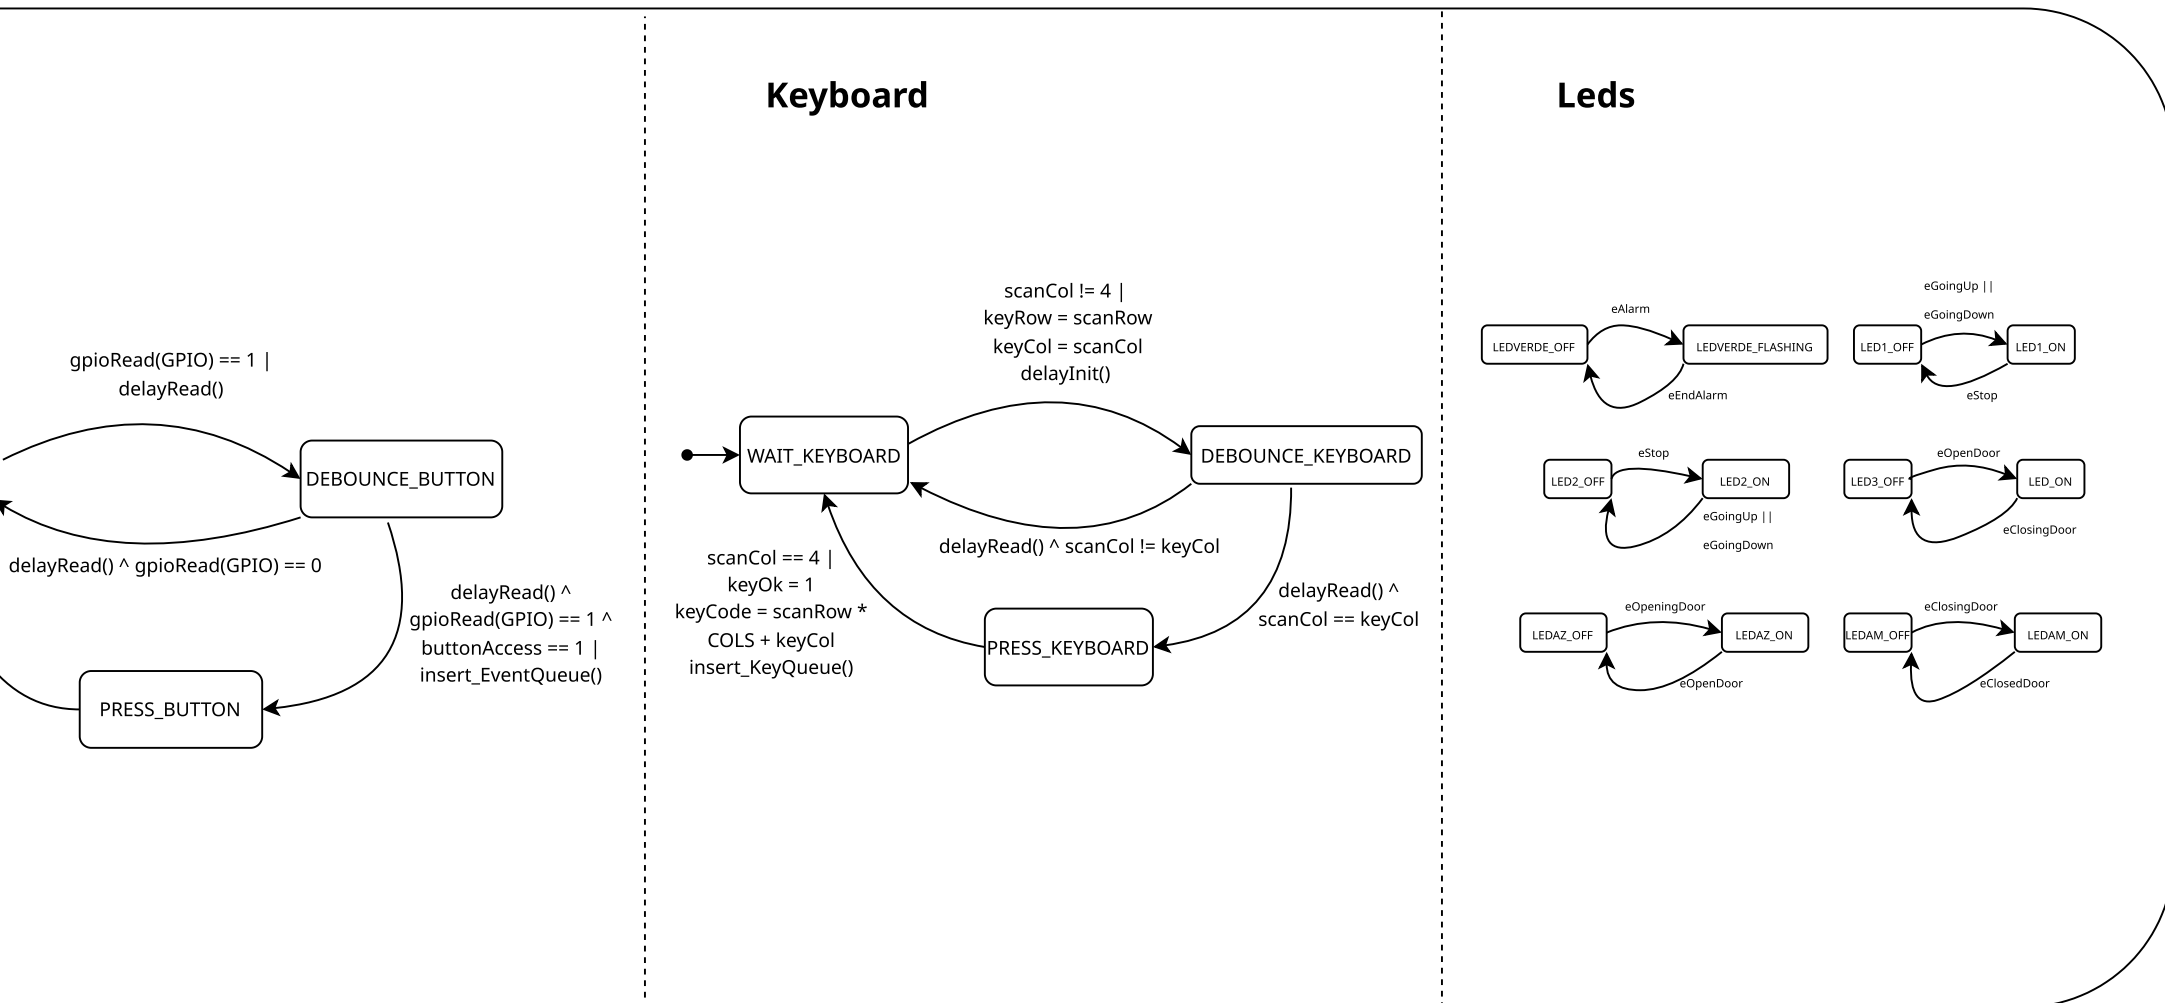 Keyboard
Leds
gpioRead(GPIO) == 1 |
delayRead()
DEBOUNCE_BUTTON
delayRead() ^ gpioRead(GPIO) == 0
delayRead() ^
gpioRead(GPIO) == 1 ^
buttonAccess == 1 |
insert_EventQueue()
PRESS_BUTTON
scanCol != 4 |
keyRow = scanRow
keyCol = scanCol
delayInit()
WAIT_KEYBOARD
DEBOUNCE_KEYBOARD
delayRead() ^ scanCol != keyCol
scanCol == 4 |
keyOk = 1
keyCode = scanRow *
COLS + keyCol
insert_KeyQueue()
delayRead() ^
scanCol == keyCol
PRESS_KEYBOARD
eAlarm
LEDVERDE_OFF
LEDVERDE_FLASHING
eEndAlarm
eGoingUp ||
eGoingDown
LED1_OFF
LED1_ON
eStop
eStop
LED2_OFF
LED2_ON
eGoingUp ||
eGoingDown
eOpenDoor
LED3_OFF
LED_ON
eClosingDoor
eOpeningDoor
LEDAZ_OFF
LEDAZ_ON
eOpenDoor
eClosingDoor
LEDAM_OFF
LEDAM_ON
eClosedDoor